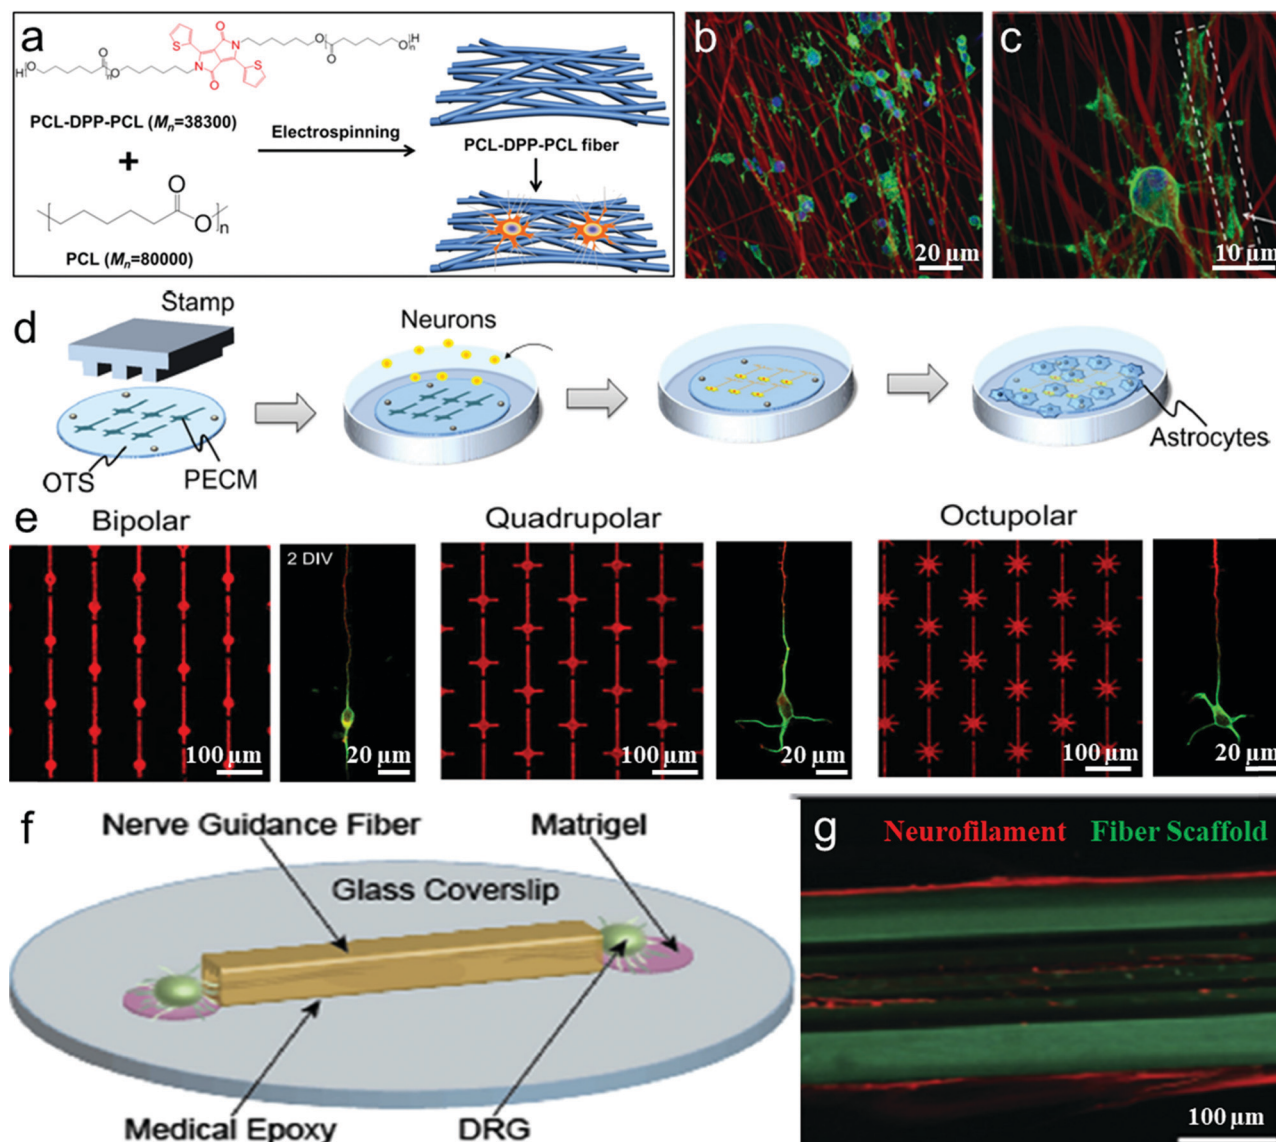 a
b
c
S
O
N
O
n
H
H
O
O
n
O
N
O
S
PCL-DPP-PCL (Mn=38300)
+
O
O
n
PCL (Mn=80000)
Electrospinning
PCL-DPP-PCL fiber
20 µm
10 µm
d
Stamp
OTS
PECM
Neurons
Astrocytes
e
Bipolar
Quadrupolar
Octupolar
2 DIV
100 µm
20 µm
100 µm
20 µm
100 µm
20 µm
f
Nerve Guidance Fiber
Matrigel
Glass Coverslip
Medical Epoxy
DRG
g
Neurofilament Fiber Scaffold
100 µm